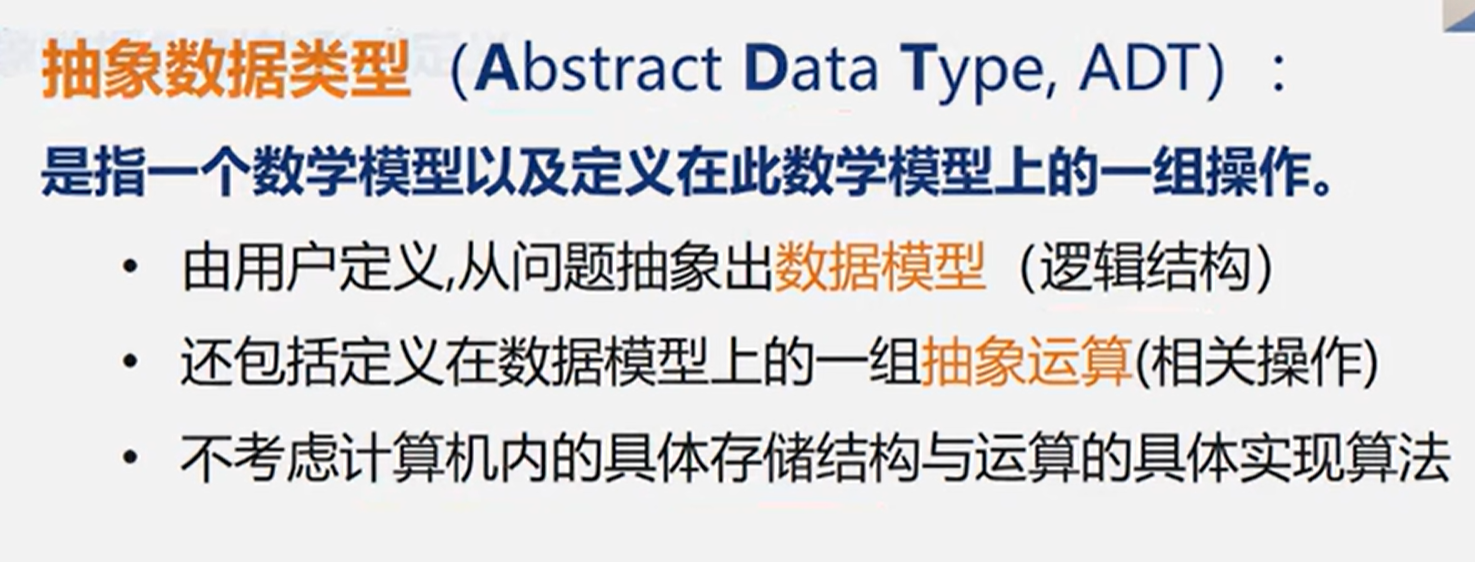 抽象数据类型（Abstract Data Type, ADT）：
是指一个数学模型以及定义在此数学模型上的一组操作。
• 由用户定义,从问题抽象出数据模型（逻辑结构）
• 还包括定义在数据模型上的一组抽象运算(相关操作)
• 不考虑计算机内的具体存储结构与运算的具体实现算法